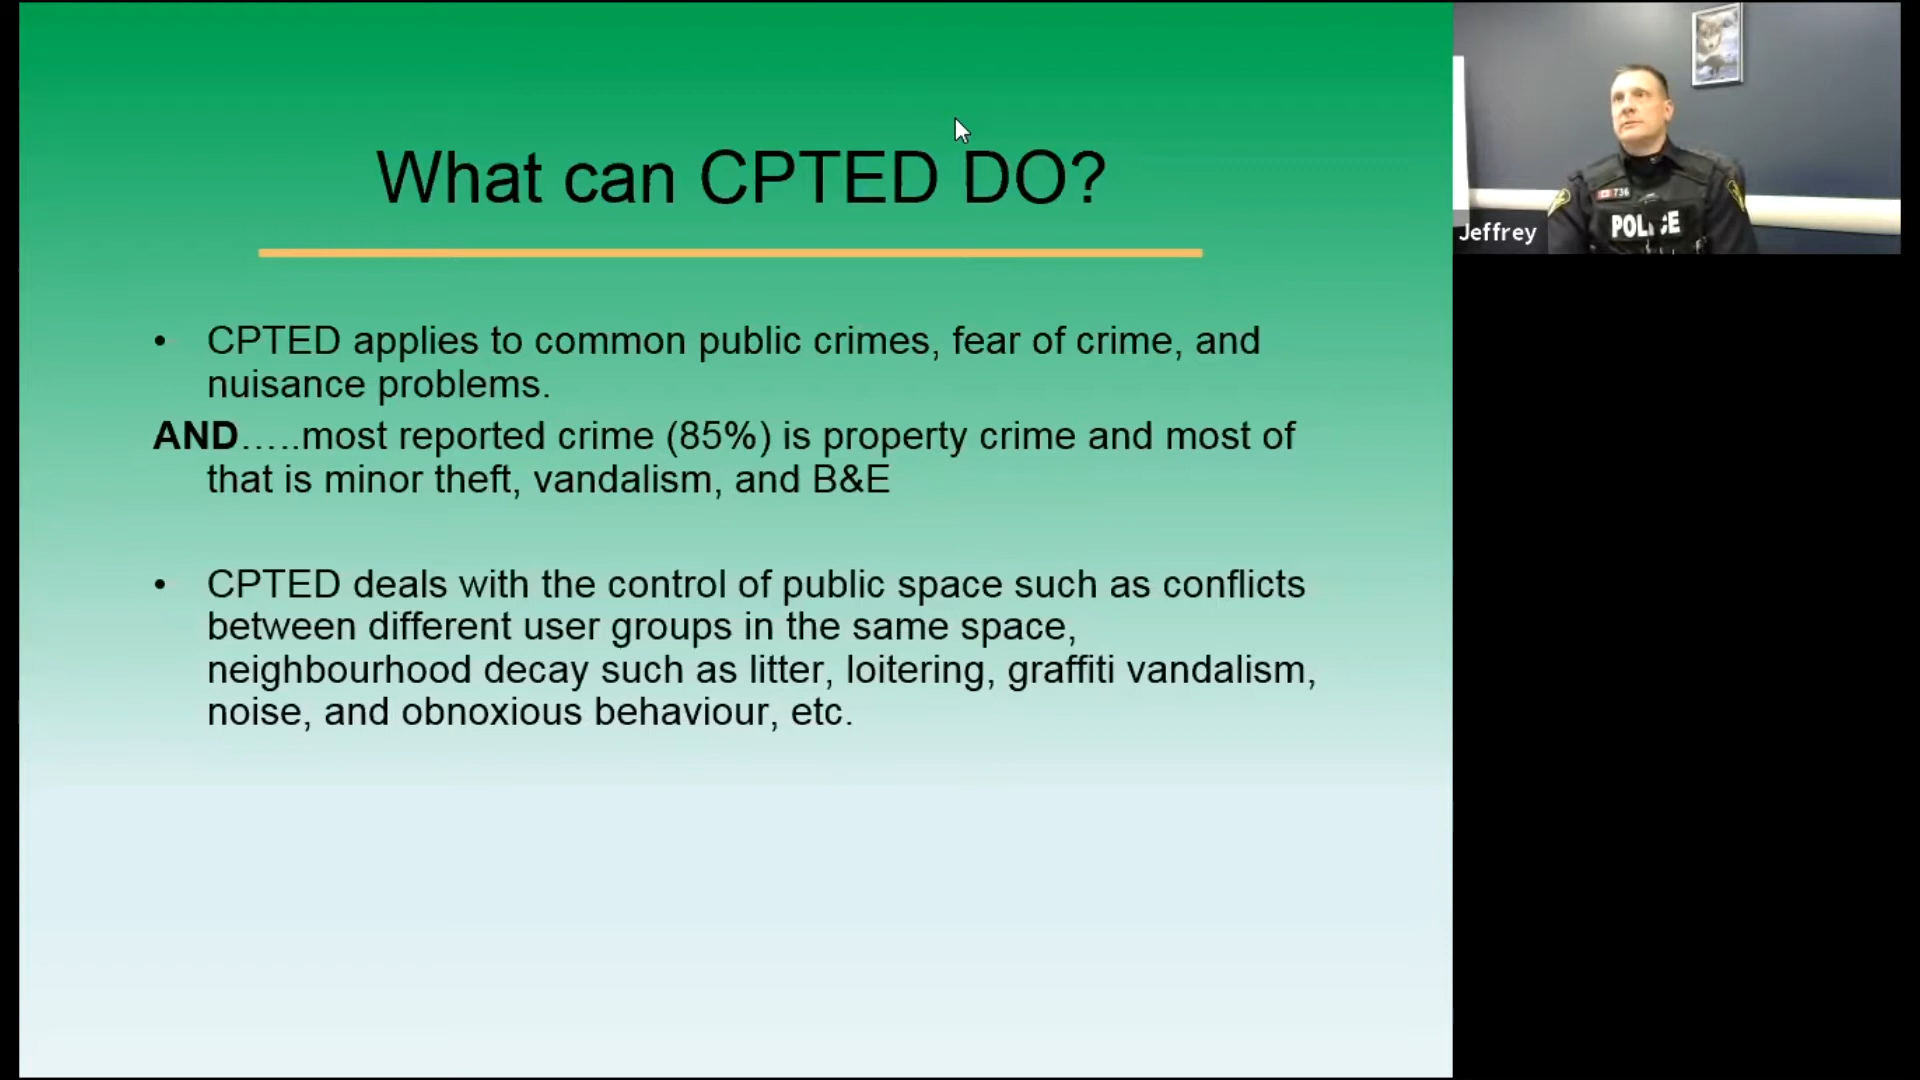 What can CPTED DO?
• CPTED applies to common public crimes, fear of crime, and
nuisance problems.
AND…..most reported crime (85%) is property crime and most of
that is minor theft, vandalism, and B&E
• CPTED deals with the control of public space such as conflicts
between different user groups in the same space,
neighbourhood decay such as litter, loitering, graffiti vandalism,
noise, and obnoxious behaviour, etc.
736
POLICE
Jeffrey